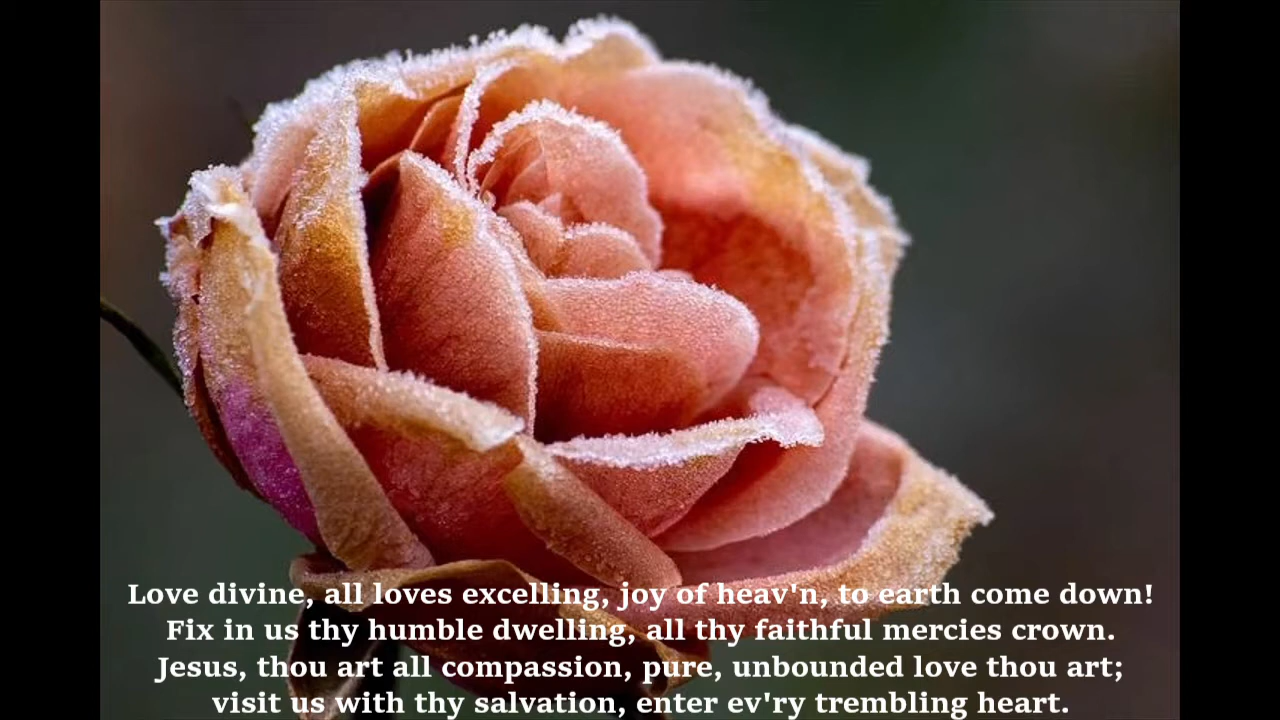 Love divine, all loves excelling, joy of heav'n, to earth come down!
Fix in us thy humble dwelling, all thy faithful mercies crown.
Jesus, thou art all compassion, pure, unbounded love thou art;
visit us with thy salvation, enter ev'ry trembling heart.